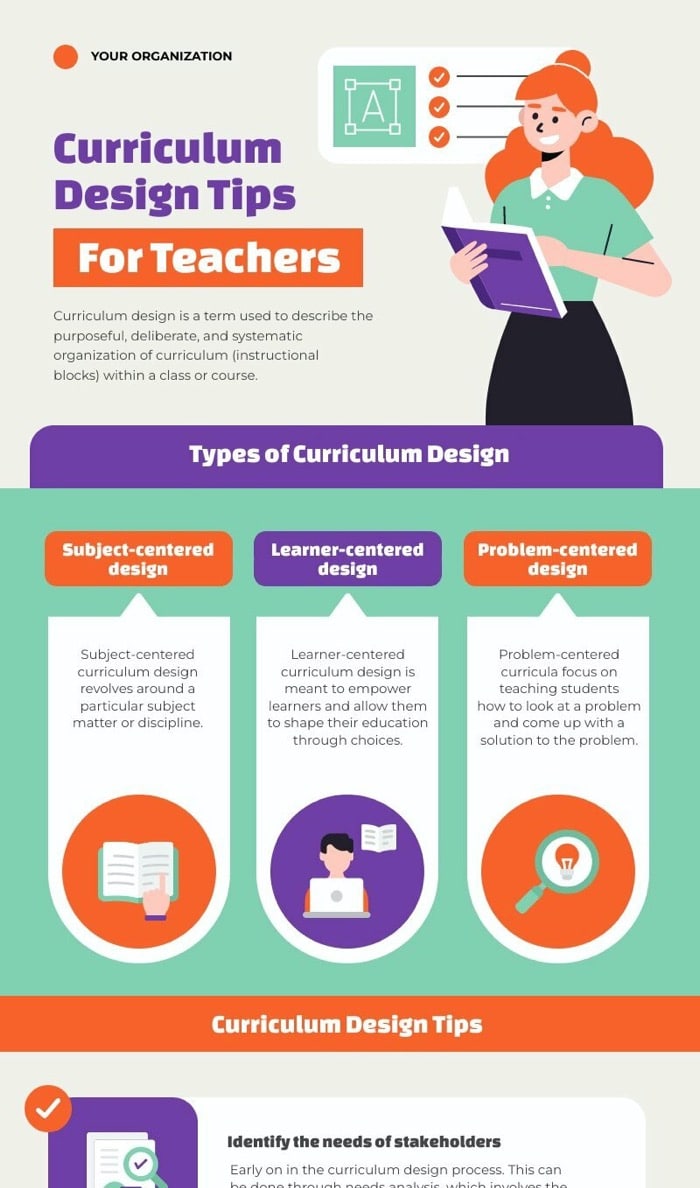 YOUR ORGANIZATION
A
Curriculum
Design Tips
For Teachers
Curriculum design is a term used to describe the
purposeful, deliberate, and systematic
organization of curriculum (instructional
blocks) within a class or course.
Types of Curriculum Design
Subject-centered
design
Subject-centered
curriculum design
revolves around a
particular subject
matter or discipline.
Learner-centered
design
Learner-centered
curriculum design is
meant to empower
learners and allow them
to shape their education
through choices.
Problem-centered
design
Problem-centered
curricula focus on
teaching students
how to look at a problem
and come up with a
solution to the problem.
Curriculum Design Tips
Identify the needs of stakeholders
Early on in the curriculum design process. This can
be done through needs analysis, which involves the